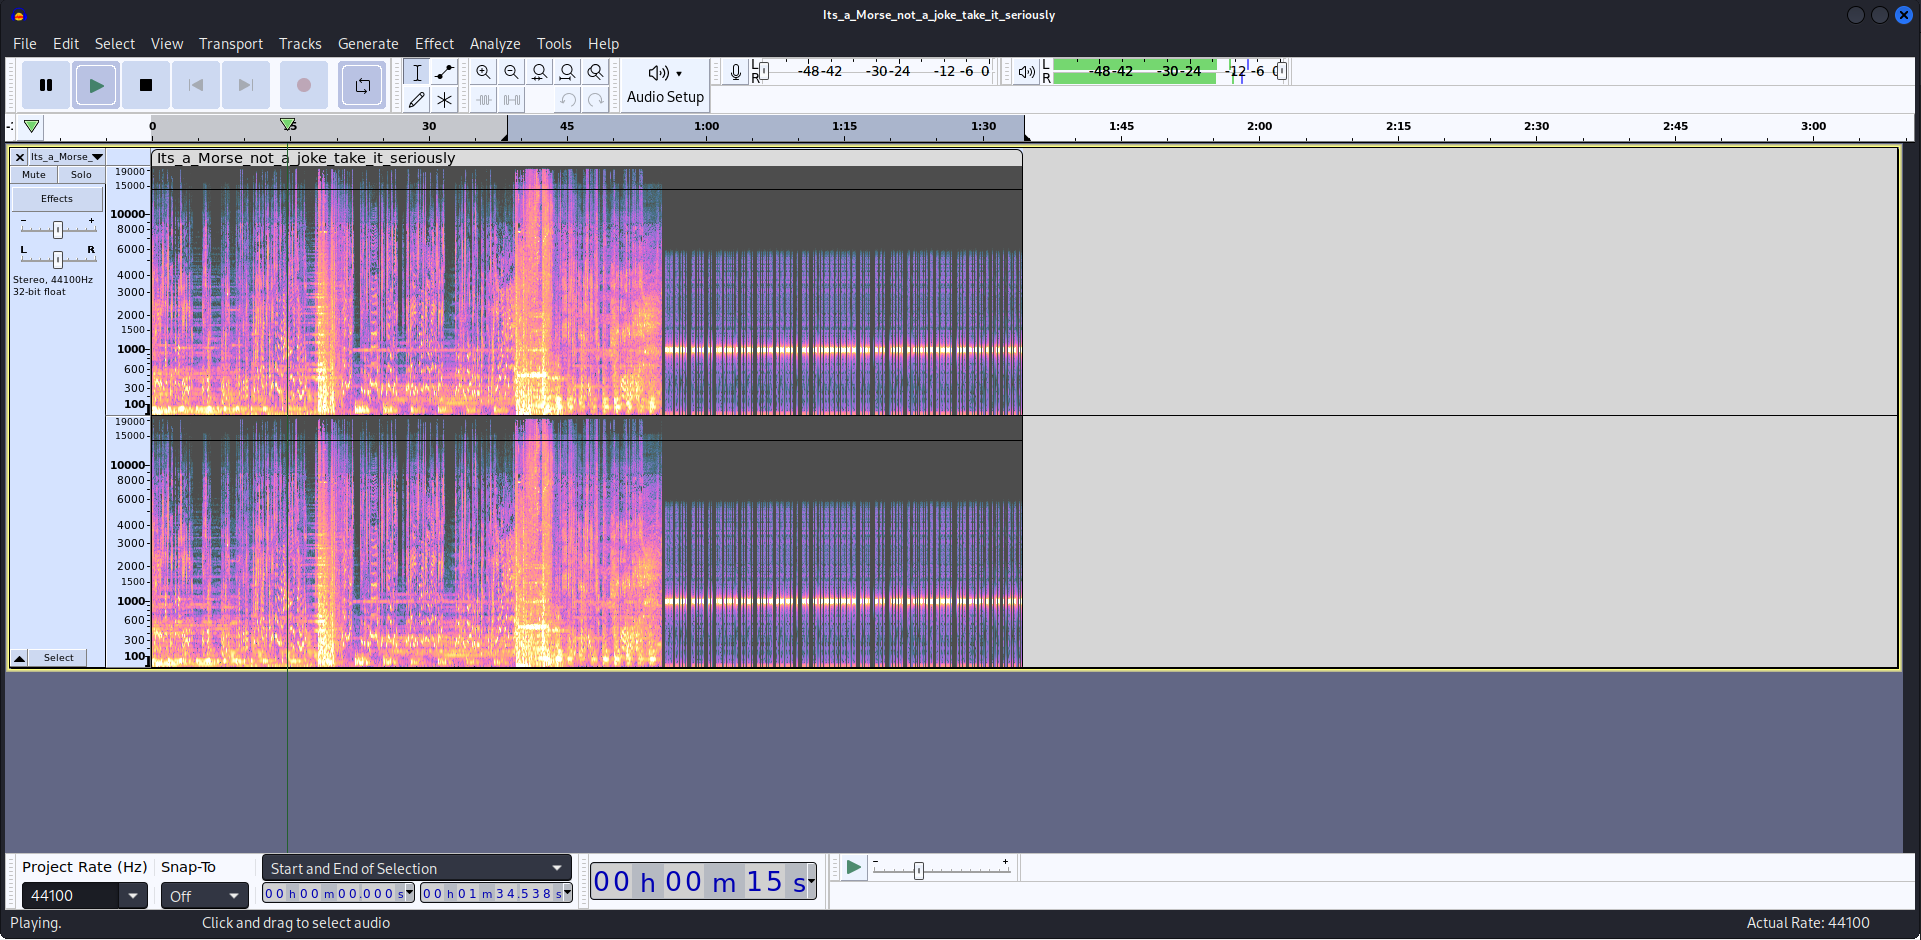 Its_a_Morse_not_a_joke_take_it_seriously
File Edit Select View Transport Tracks Generate Effect Analyze Tools Help
L R -48 -42 -30 -24 -12 -6 0
L R -48 -42 -30 -24 -12 -6
Audio Setup
0 30 45 1:00 1:15 1:30 1:45 2:00 2:15 2:30 2:45 3:00
Its_a_Morse_
Its_a_Morse_not_a_joke_take_it_seriously
Mute Solo
Effects
- +
L R
Stereo, 44100Hz
32-bit float
19000
15000
10000
8000
6000
4000
3000
2000
1500
1000
600
300
100
19000
15000
10000
8000
6000
4000
3000
2000
1500
1000
600
300
100
Select
Project Rate (Hz) Snap-To
Start and End of Selection
44100
Off
00 h 00 m 00.000 s
00 h 01 m 34.538 s
00 h 00 m 15 s
- +
Playing.
Click and drag to select audio
Actual Rate: 44100